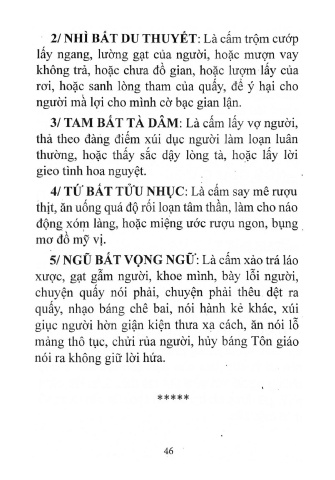 2/ NHÌ BẤT DU THUYẾT: Là cấm trộm cướp
lấy ngang, lường gạt của người, hoặc mượn vay
không trả, hoặc chưa đồ gian, hoặc lượm lấy của
rơi, hoặc sanh lòng tham của quấy, để ý hại cho
người mà lợi cho mình cờ bạc gian lận.
3/ TAM BẤT TÀ DÂM: Là cấm lấy vợ người,
thả theo đàng điếm xúi dục người làm loạn luân
thường, hoặc thấy sắc dậy lòng tà, hoặc lấy lời
gieo tình hoa nguyệt.
4/ TỨ BẤT TỮU NHỤC: Là cấm say mê rượu
thịt, ăn uống quá độ rối loạn tâm thần, làm cho náo
động xóm làng, hoặc miệng ước rượu ngon, bụng
mơ đồ mỹ vị.
5/ NGŨ BẤT VỌNG NGỮ: Là cấm xảo trá láo
xược, gạt gẫm người, khoe mình, bày lỗi người,
chuyện quấy nói phải, chuyện phải thêu dệt ra
quấy, nhạo báng chê bai, nói hành kẻ khác, xúi
giục người hờn giận kiện thưa xa cách, ăn nói lỗ
mãng thô tục, chửi rủa người, hủy báng Tôn giáo
nói ra không giữ lời hứa.
*****
46